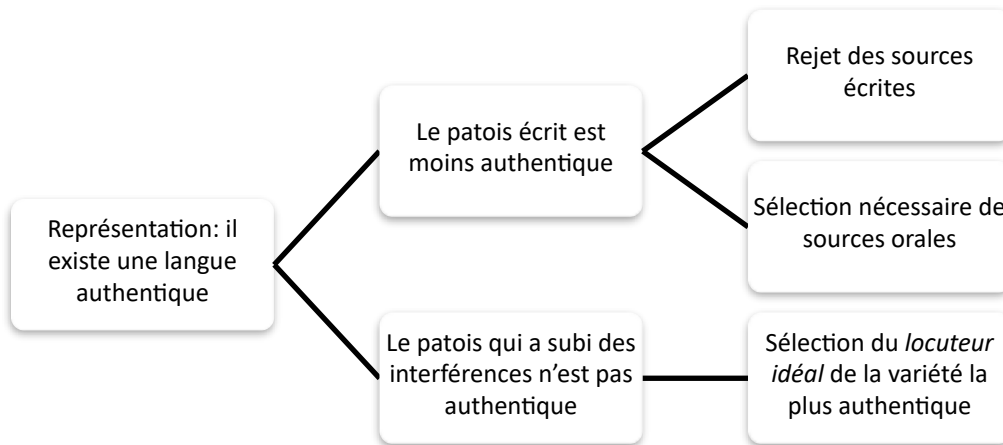 Représentation: il
existe une langue
authentique
Le patois écrit est
moins authentique
Rejet des sources
écrites
Sélection nécessaire de
sources orales
Le patois qui a subi des
interférences n’est pas
authentique
Sélection du locuteur
idéal de la variété la
plus authentique